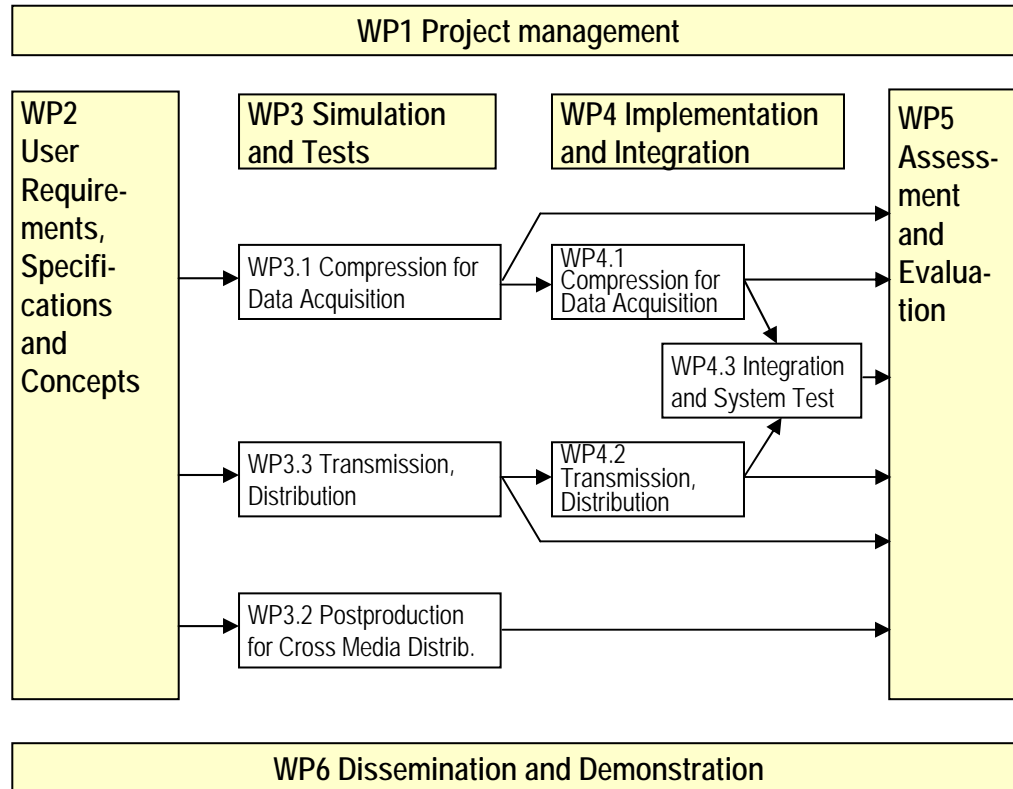 WP1 Project management
WP2
User
Require-
ments,
Specifi-
cations
and
Concepts
WP3 Simulation
and Tests
WP4 Implementation
and Integration
WP5
Assess-
ment
and
Evalua-
tion
WP3.1 Compression for
Data Acquisition
WP4.1
Compression for
Data Acquisition
WP4.3 Integration
and System Test
WP3.3 Transmission,
Distribution
WP4.2
Transmission,
Distribution
WP3.2 Postproduction
for Cross Media Distrib.
WP6 Dissemination and Demonstration